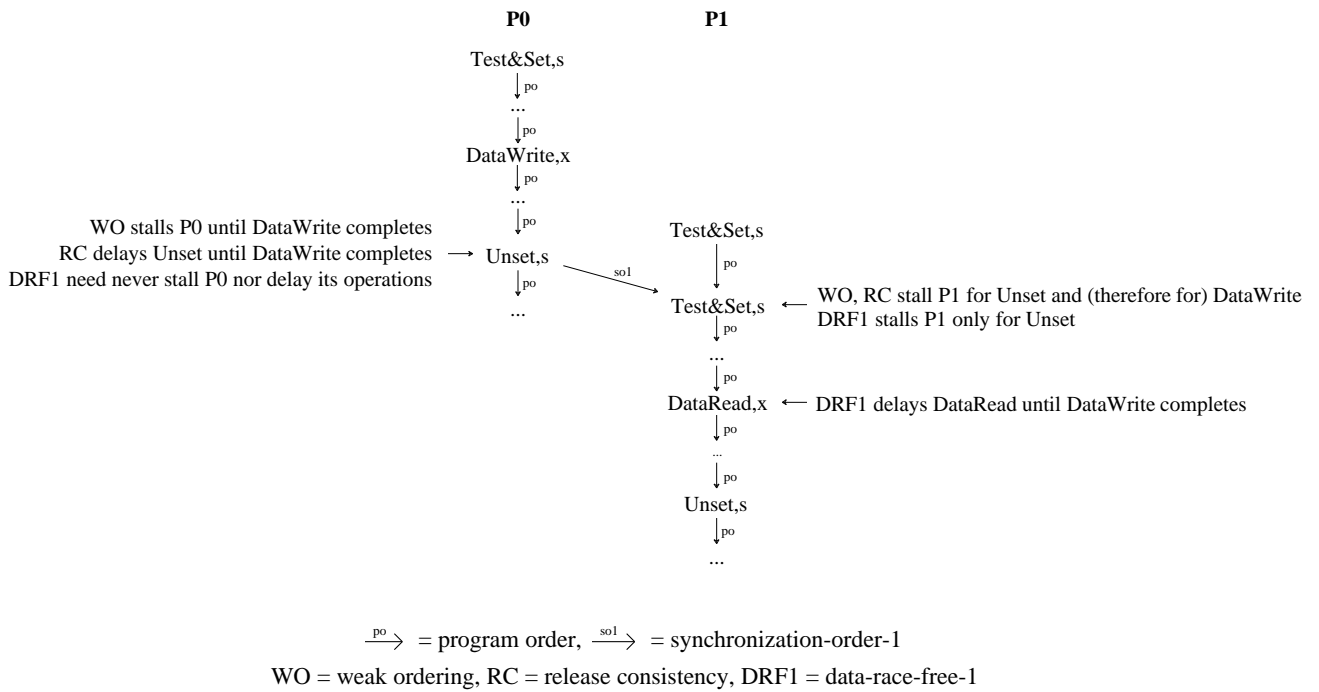 P0 P1
Test&Set,s
po
...
po
DataWrite,x
po
...
po
WO stalls P0 until DataWrite completes
RC delays Unset until DataWrite completes
DRF1 need never stall P0 nor delay its operations
Unset,s
po
...
so1
Test&Set,s
po
Test&Set,s
WO, RC stall P1 for Unset and (therefore for) DataWrite
DRF1 stalls P1 only for Unset
po
...
po
DataRead,x
DRF1 delays DataRead until DataWrite completes
po
...
po
Unset,s
po
...
po = program order, so1 = synchronization-order-1
WO = weak ordering, RC = release consistency, DRF1 = data-race-free-1